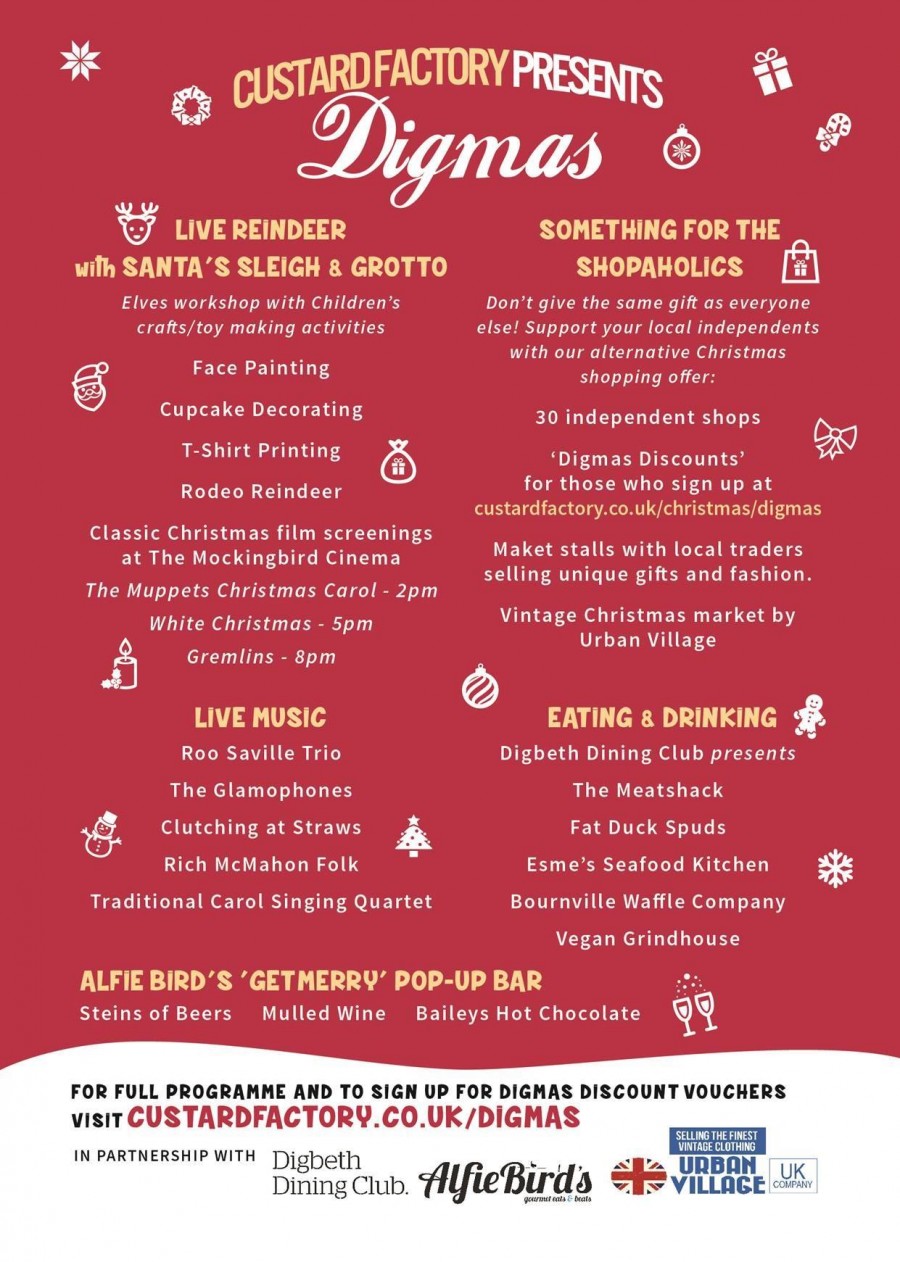 CUSTARD FACTORY PRESENTS
Digmas
LIVE REINDEER
with SANTA'S SLEIGH & GROTTO
Elves workshop with Children's
crafts/toy making activities
Face Painting
Cupcake Decorating
T-Shirt Printing
Rodeo Reindeer
Classic Christmas film screenings
at The Mockingbird Cinema
The Muppets Christmas Carol - 2pm
White Christmas - 5pm
Gremlins - 8pm
SOMETHING FOR THE
SHOPAHOLICS
Don't give the same gift as everyone
else! Support your local independents
with our alternative Christmas
shopping offer:
30 independent shops
'Digmas Discounts'
for those who sign up at
custardfactory.co.uk/christmas/digmas
Maket stalls with local traders
selling unique gifts and fashion.
Vintage Christmas market by
Urban Village
LIVE MUSIC
Roo Saville Trio
The Glamophones
Clutching at Straws
Rich McMahon Folk
Traditional Carol Singing Quartet
EATING & DRINKING
Digbeth Dining Club presents
The Meatshack
Fat Duck Spuds
Esme's Seafood Kitchen
Bournville Waffle Company
Vegan Grindhouse
ALFIE BIRD'S 'GET MERRY' POP-UP BAR
Steins of Beers Mulled Wine Baileys Hot Chocolate
FOR FULL PROGRAMME AND TO SIGN UP FOR DIGMAS DISCOUNT VOUCHERS
VISIT CUSTARDFACTORY.CO.UK/DIGMAS
IN PARTNERSHIP WITH
Digbeth
Dining Club.
AlfieBird's
gourmet eats & beats
SELLING THE FINEST
VINTAGE CLOTHING
URBAN
VILLAGE
UK
COMPANY